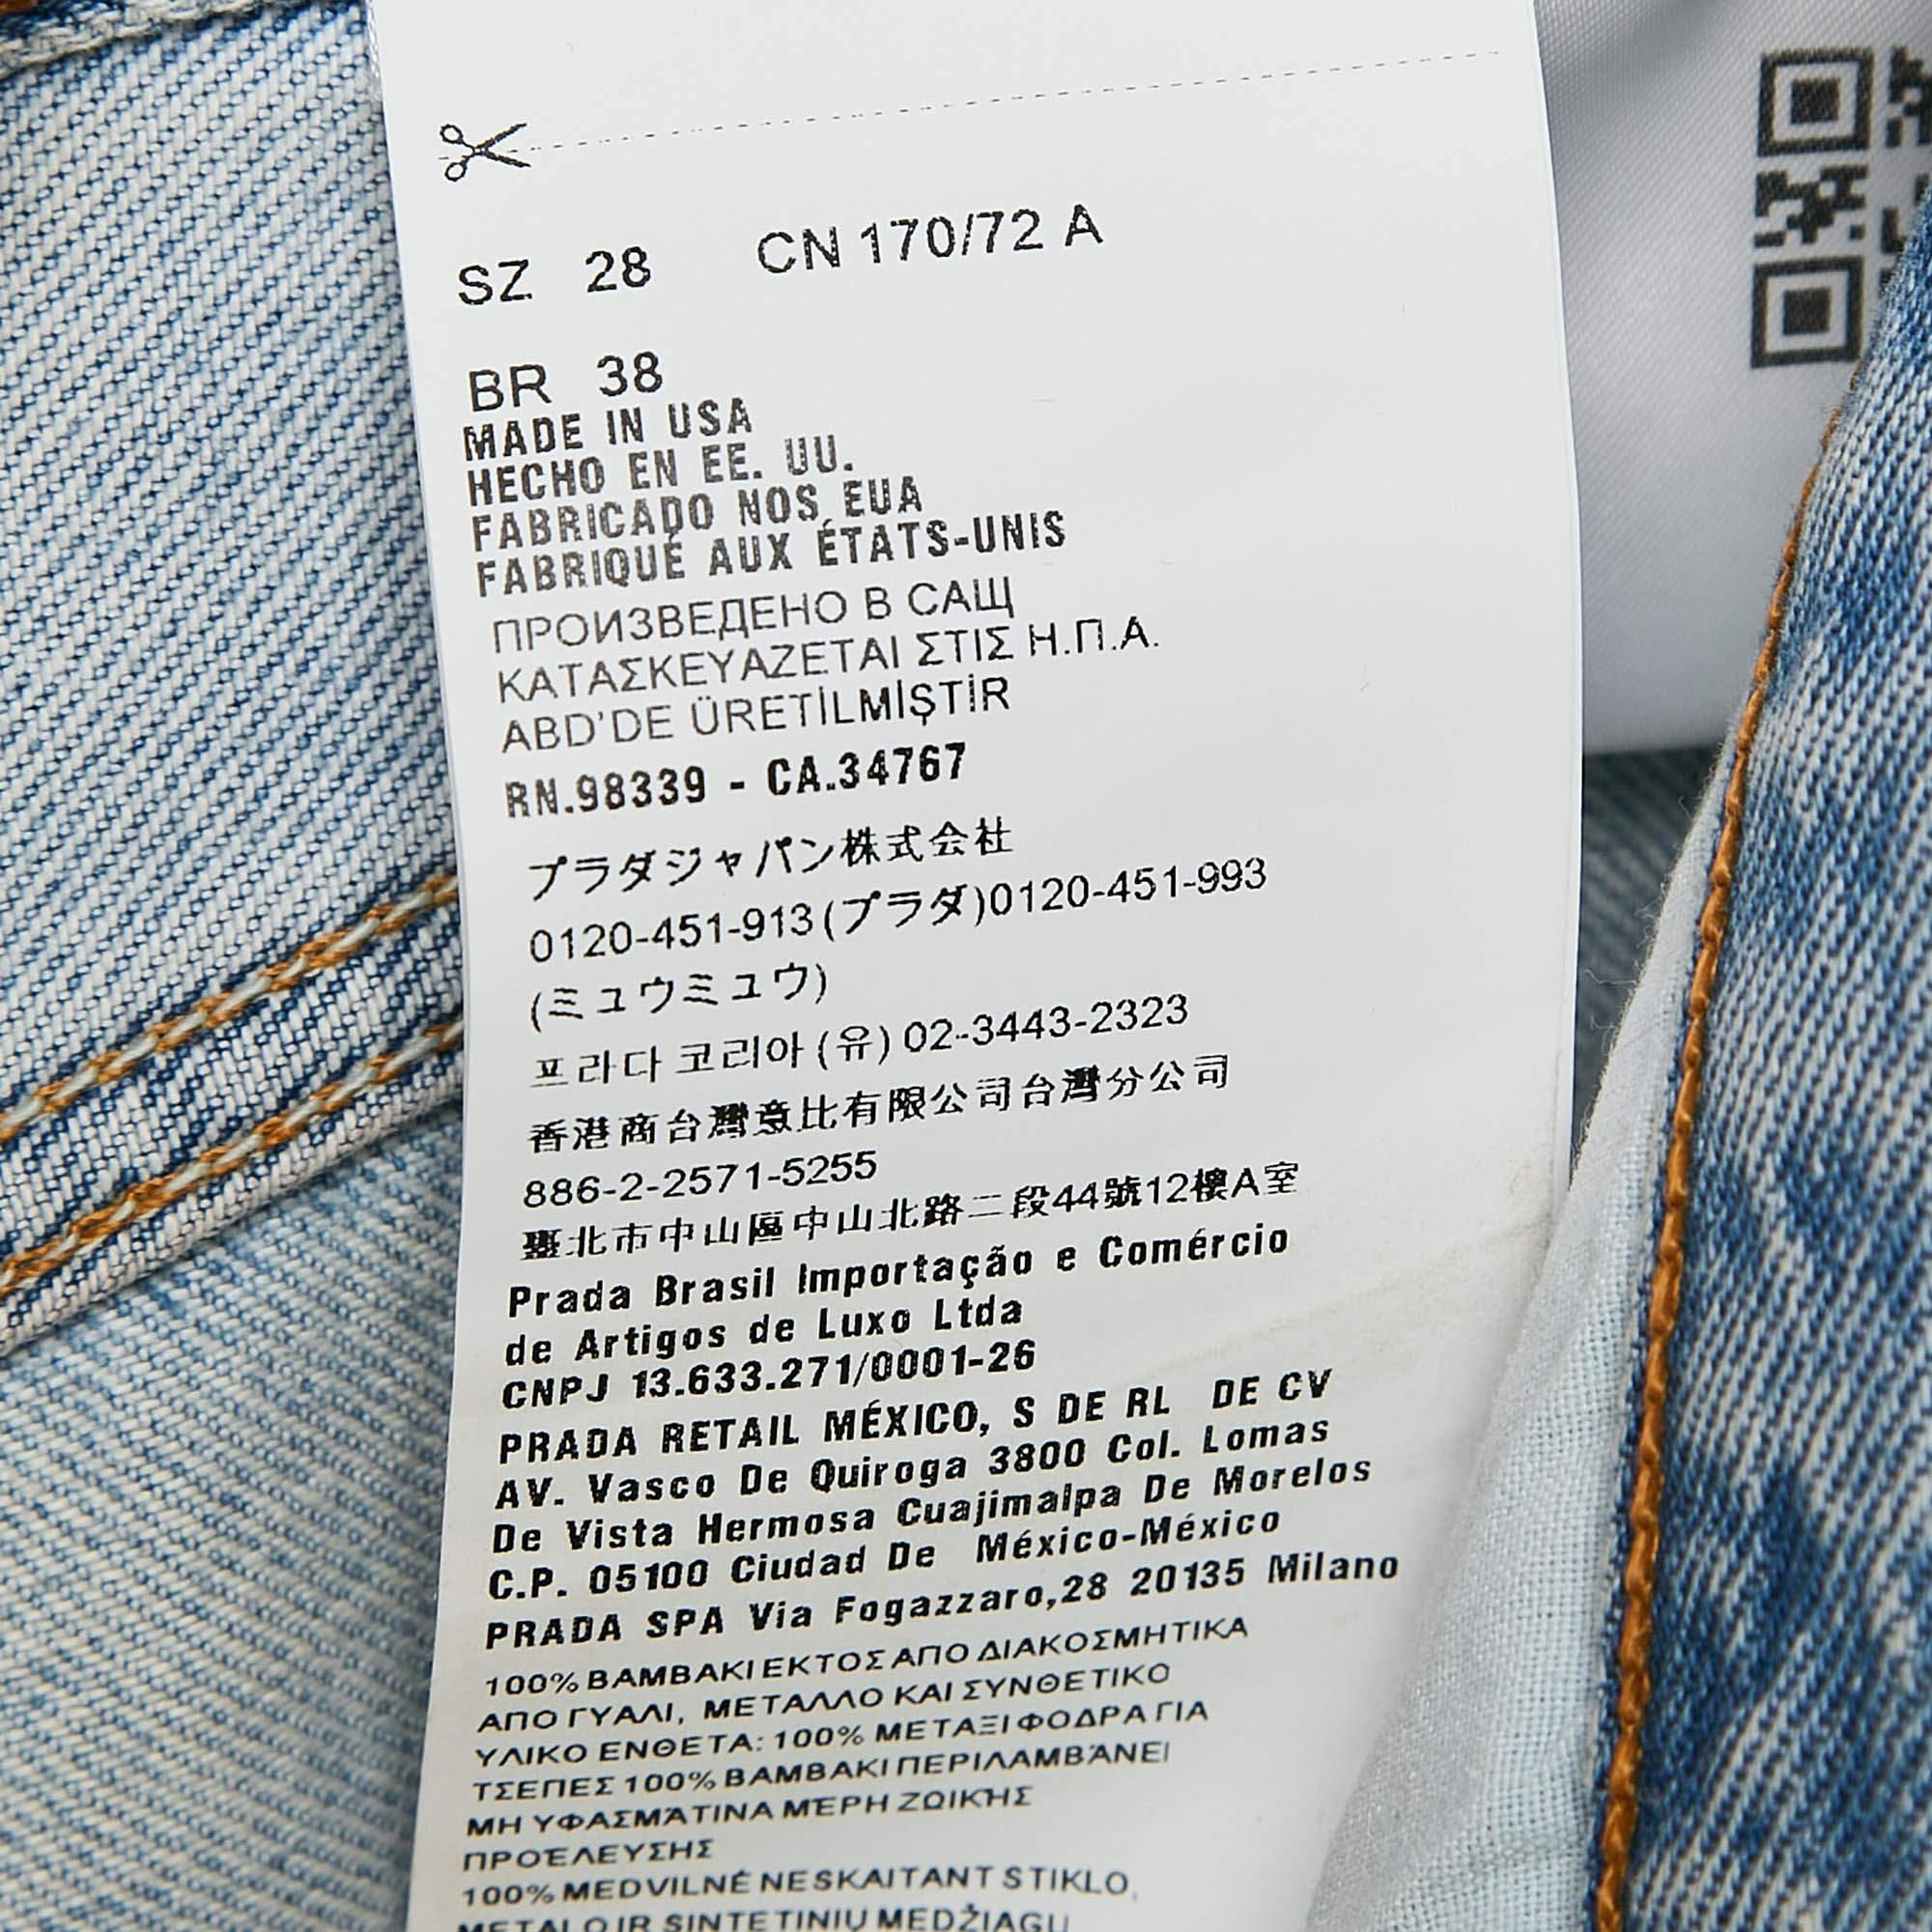 SZ 28 CN 170/72 A
BR 38
MADE IN USA
HECHO EN EE. UU.
FABRICADO NOS EUA
FABRIQUÉ AUX ÉTATS-UNIS
ПРОИЗВЕДЕНО В САЩ
ΚΑΤΑΣΚΕΥΑΖΕΤΑΙ ΣΤΙΣ Η.Π.Α.
ABD'DE ÜRETİLMİŞTİR
RN.98339 - CA.34767
プラダジャパン株式会社
0120-451-913(プラダ)0120-451-993
(ミュウミュウ)
프라다 코리아 (유) 02-3443-2323
香港商台灣意比有限公司台灣分公司
886-2-2571-5255
臺北市中山區中山北路二段44號12樓A室
Prada Brasil Importação e Comércio
de Artigos de Luxo Ltda
CNPJ 13.633.271/0001-26
PRADA RETAIL MÉXICO, S DE RL DE CV
AV. Vasco De Quiroga 3800 Col. Lomas
De Vista Hermosa Cuajimalpa De Morelos
C.P. 05100 Ciudad De México-México
PRADA SPA Via Fogazzaro,28 20135 Milano
100% ΒΑΜΒΑΚΙ ΕΚΤΟΣ ΑΠΟ ΔΙΑΚΟΣΜΗΤΙΚΑ
ΑΠΟ ΓΥΑΛΙ, ΜΕΤΑΛΛΟ ΚΑΙ ΣΥΝΘΕΤΙΚΟ
ΥΛΙΚΟ ΕΝΘΕΤΑ: 100% ΜΕΤΑΞΙ ΦΟΔΡΑ ΓΙΑ
ΤΣΕΠΕΣ 100% ΒΑΜΒΑΚΙ ΠΕΡΙΛΑΜΒΆΝΕΙ
ΜΗ ΥΦΑΣΜΆΤΙΝΑ ΜΈΡΗ ΖΩΙΚΉΣ
ΠΡΟΈΛΕΥΣΗΣ
100% MEDVILNĖ NESKAITANT STIKLO,
METALO IR SINTETINIŲ MEDŽIAGŲ